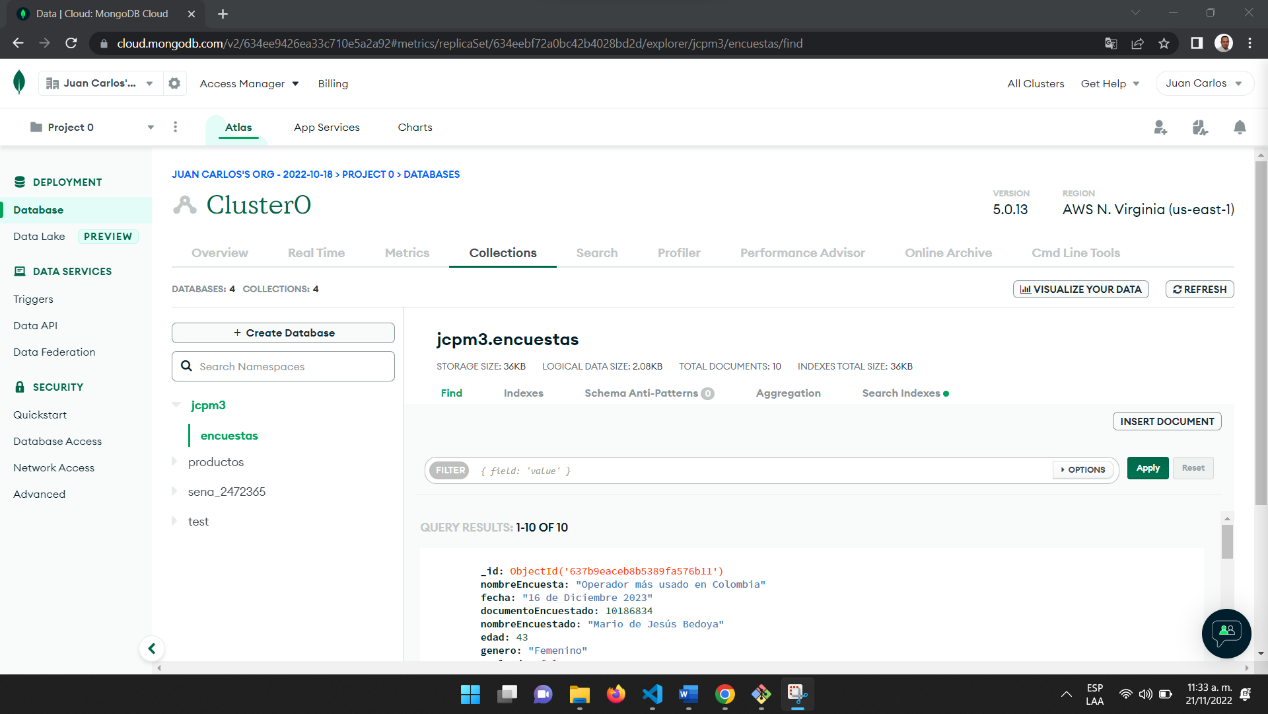 Data | Cloud: MongoDB Cloud
cloud.mongodb.com/v2/634ee9426ea33c710e5a2a92#metrics/replicaSet/634eebf72a0bc42b4028bd2d/explorer/jcpm3/encuestas/find
Juan Carlos'... Access Manager Billing All Clusters Get Help Juan Carlos
Project 0 Atlas App Services Charts
DEPLOYMENT
Database
Data Lake PREVIEW
DATA SERVICES
Triggers
Data API
Data Federation
SECURITY
Quickstart
Database Access
Network Access
Advanced
JUAN CARLOS'S ORG - 2022-10-18 > PROJECT 0 > DATABASES
Cluster0
VERSION
5.0.13
REGION
AWS N. Virginia (us-east-1)
Overview Real Time Metrics Collections Search Profiler Performance Advisor Online Archive Cmd Line Tools
DATABASES: 4 COLLECTIONS: 4
VISUALIZE YOUR DATA REFRESH
+ Create Database
Search Namespaces
jcpm3
encuestas
productos
sena_2472365
test
jcpm3.encuestas
STORAGE SIZE: 36KB LOGICAL DATA SIZE: 2.08KB TOTAL DOCUMENTS: 10 INDEXES TOTAL SIZE: 36KB
Find Indexes Schema Anti-Patterns 0 Aggregation Search Indexes
INSERT DOCUMENT
FILTER { field: 'value' } OPTIONS Apply Reset
QUERY RESULTS: 1-10 OF 10
_id: ObjectId('637b9eaceb8b5389fa576b11')
nombreEncuesta: "Operador más usado en Colombia"
fecha: "16 de Diciembre 2023"
documentoEncuestado: 10186834
nombreEncuestado: "Mario de Jesús Bedoya"
edad: 43
genero: "Femenino"
ESP
LAA
11:33 a. m.
21/11/2022